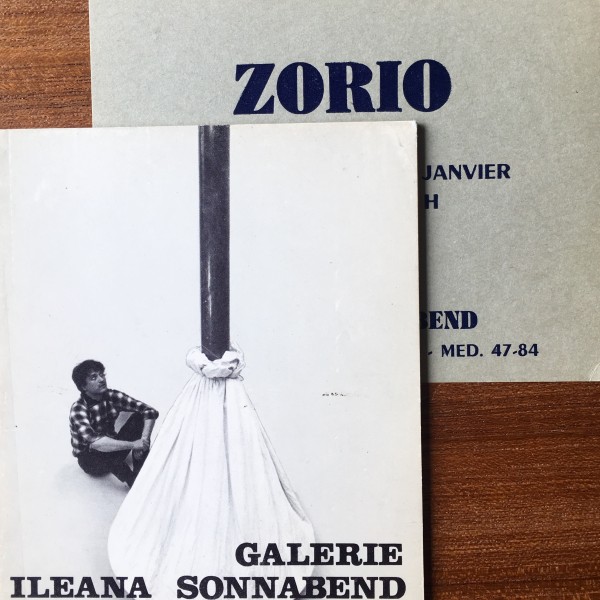 ZORIO
JANVIER
H
BEND
MED. 47-84
GALERIE
ILEANA SONNABEND